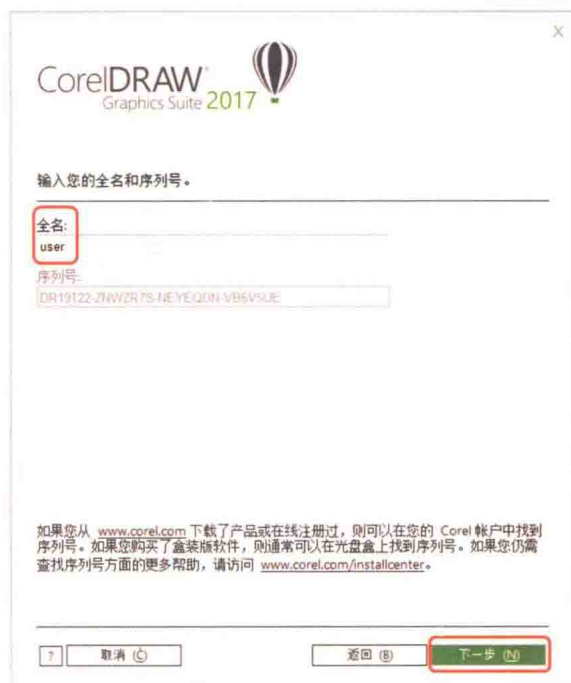 CorelDRAW
Graphics Suite 2017
输入您的全名和序列号。
全名:
user
序列号:
如果您从 www.corel.com 下载了产品或在线注册过，则可以在您的 Corel 帐户中找到
序列号。如果您购买了盒装版软件，则通常可以在光盘盒上找到序列号。如果您仍需
查找序列号方面的更多帮助，请访问 www.corel.com/installcenter。
? 取消 (C) 返回 (B) 下一步 (N)